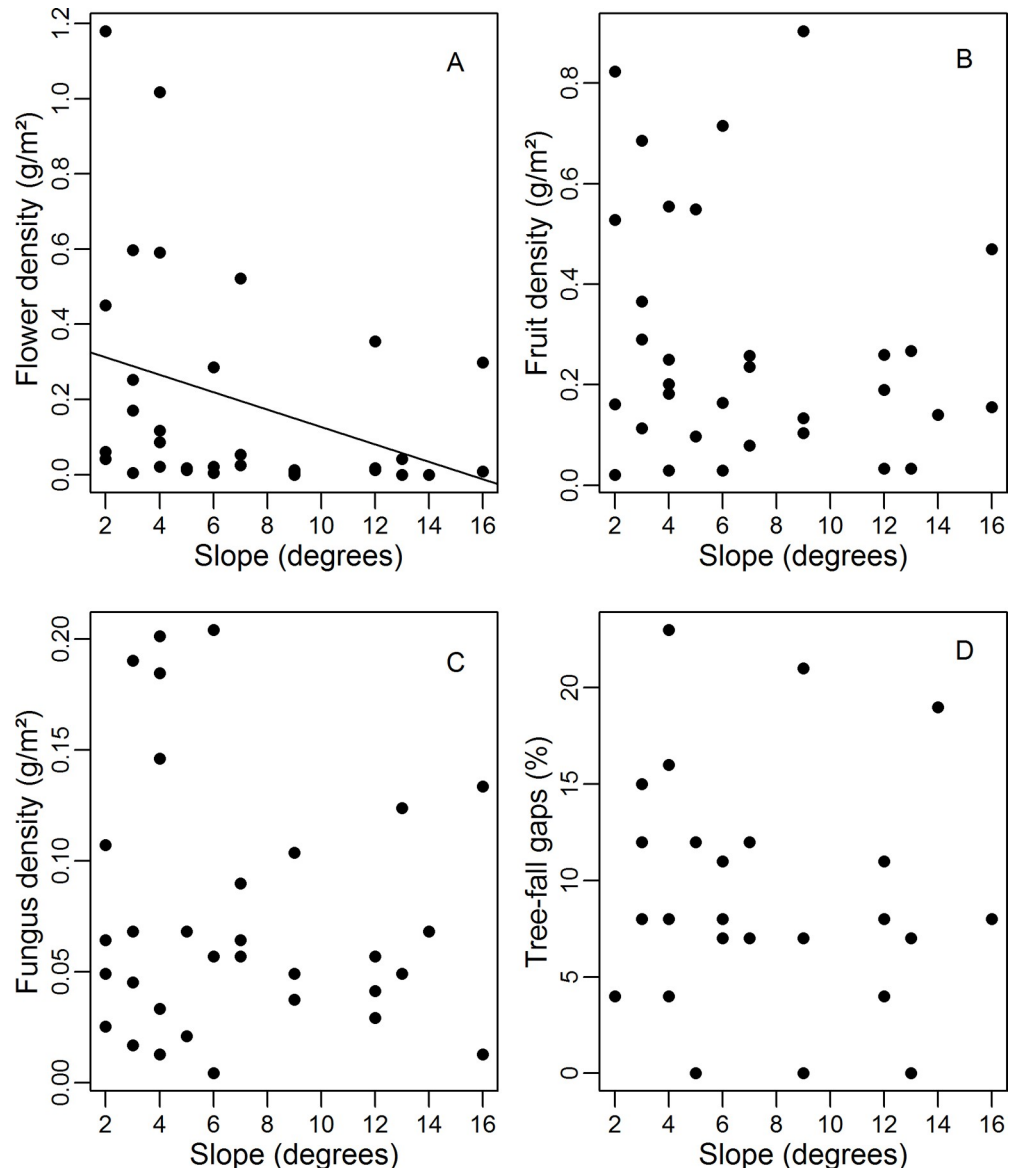 1.2
1.0
0.8
0.6
0.4
0.2
0.0
Flower density (g/m²)
A
2 4 6 8 10 12 14 16
Slope (degrees)
0.8
0.6
0.4
0.2
0.0
Fruit density (g/m²)
B
2 4 6 8 10 12 14 16
Slope (degrees)
0.20
0.15
0.10
0.05
0.00
Fungus density (g/m²)
C
2 4 6 8 10 12 14 16
Slope (degrees)
20
15
10
5
0
Tree-fall gaps (%)
D
2 4 6 8 10 12 14 16
Slope (degrees)